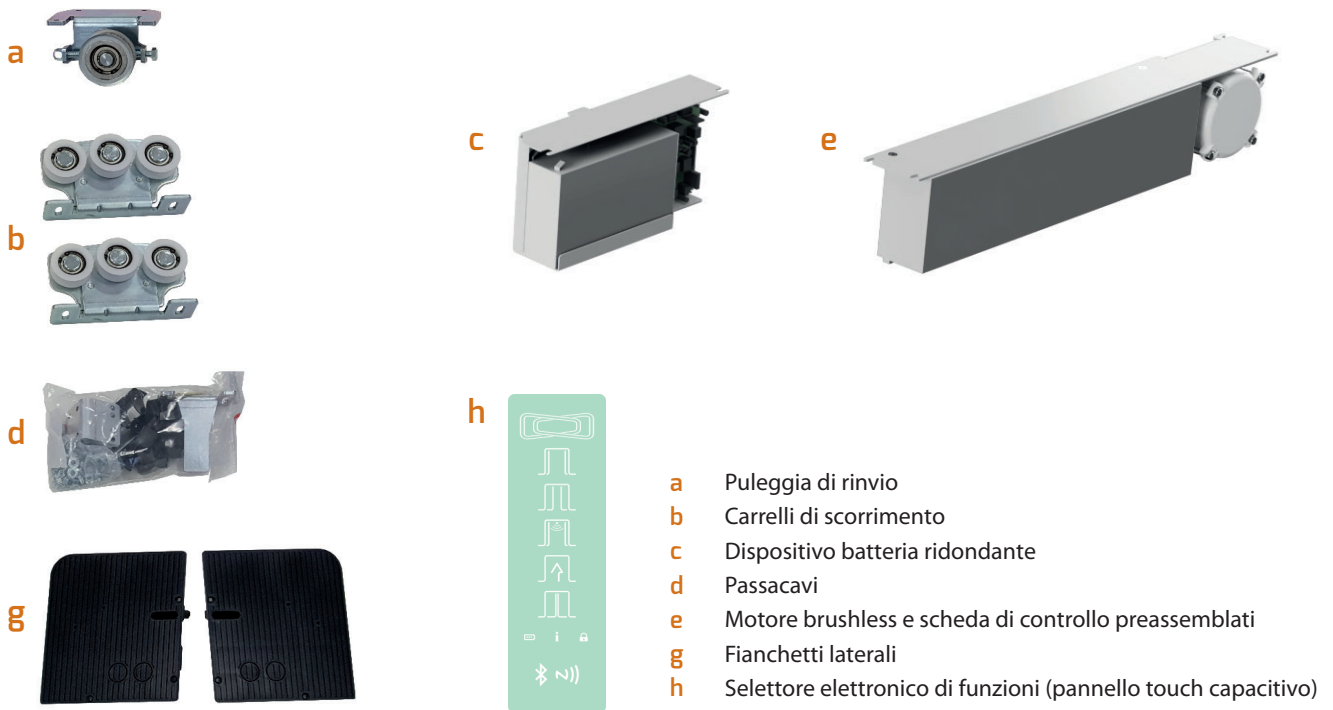 a
c
e
b
d
h
g
a Puleggia di rinvio
b Carrelli di scorrimento
c Dispositivo batteria ridondante
d Passacavi
e Motore brushless e scheda di controllo preassemblati
g Fianchetti laterali
h Selettore elettronico di funzioni (pannello touch capacitivo)